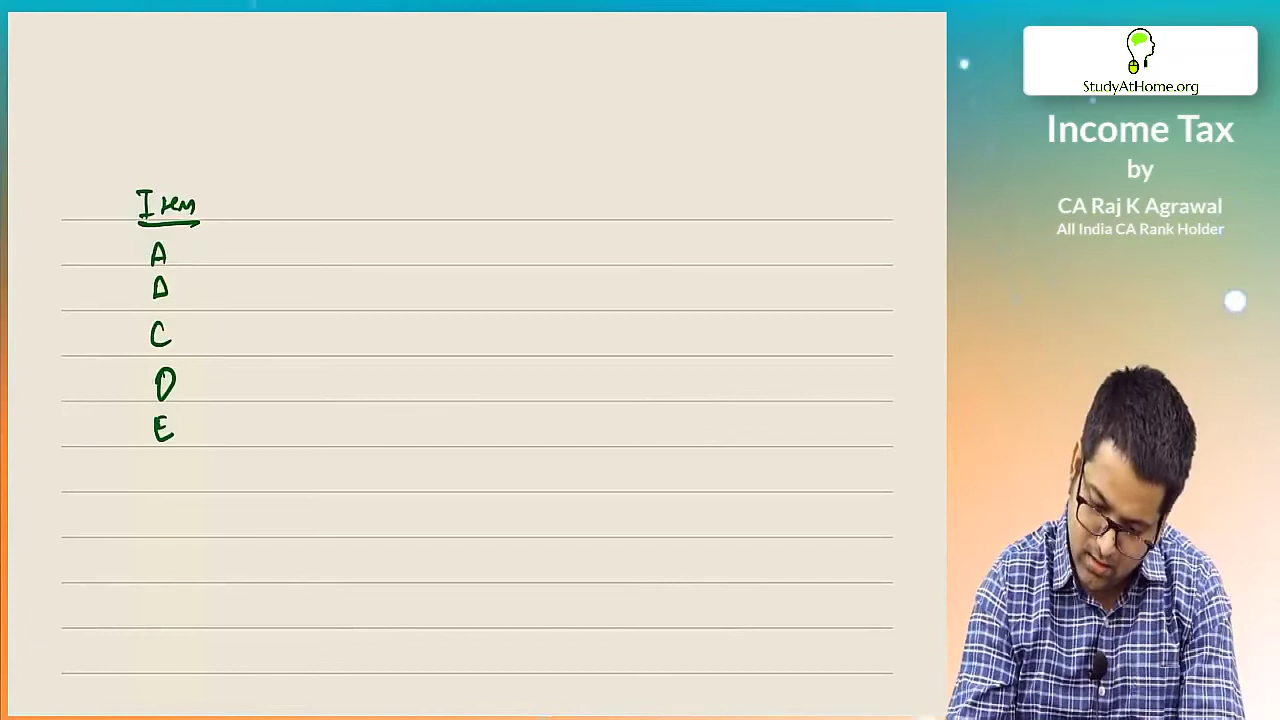 Item
A
B
C
D
E
StudyAtHome.org
Income Tax
by
CA Raj K Agrawal
All India CA Rank Holder